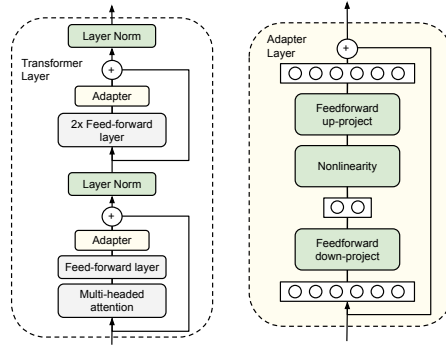 Layer Norm
Transformer
Layer
+
Adapter
2x Feed-forward
layer
Layer Norm
+
Adapter
Feed-forward layer
Multi-headed
attention
Adapter
Layer
+
Feedforward
up-project
Nonlinearity
Feedforward
down-project